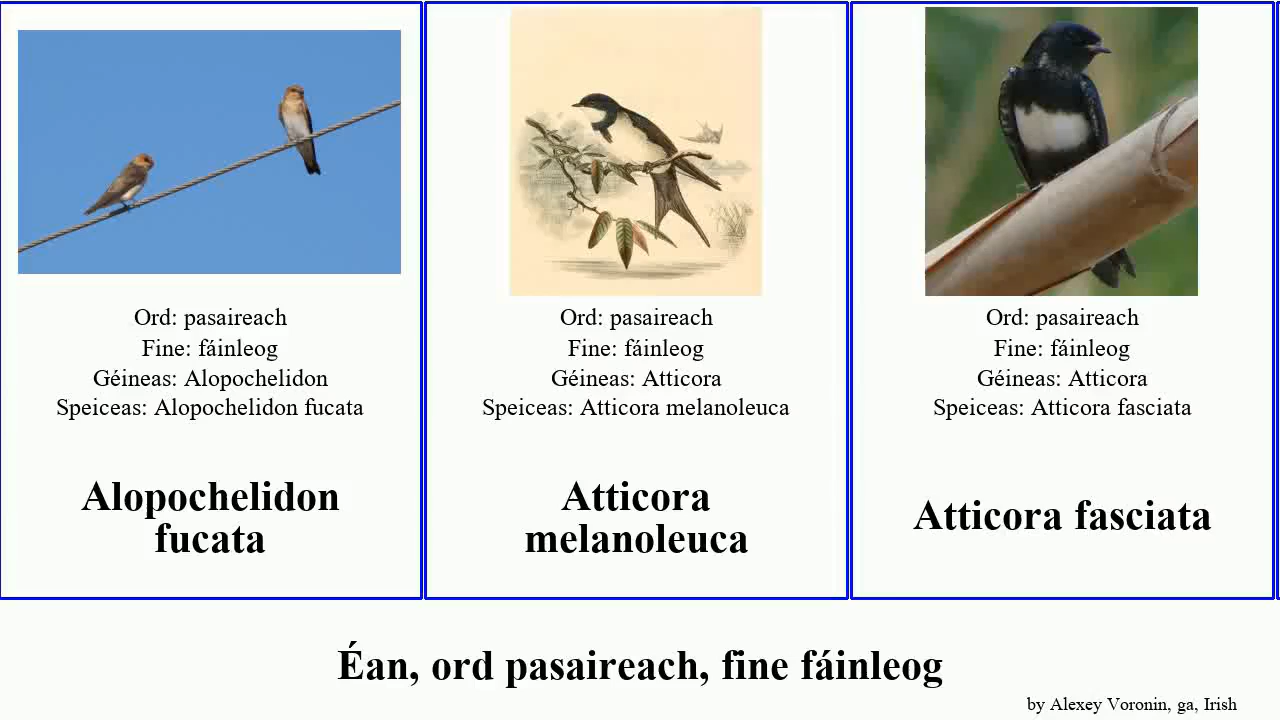 Ord: pasaireach
Fine: fáinleog
Géineas: Alopochelidon
Speiceas: Alopochelidon fucata
Alopochelidon
fucata
Ord: pasaireach
Fine: fáinleog
Géineas: Atticora
Speiceas: Atticora melanoleuca
Atticora
melanoleuca
Ord: pasaireach
Fine: fáinleog
Géineas: Atticora
Speiceas: Atticora fasciata
Atticora fasciata
Éan, ord pasaireach, fine fáinleog
by Alexey Voronin, ga, Irish